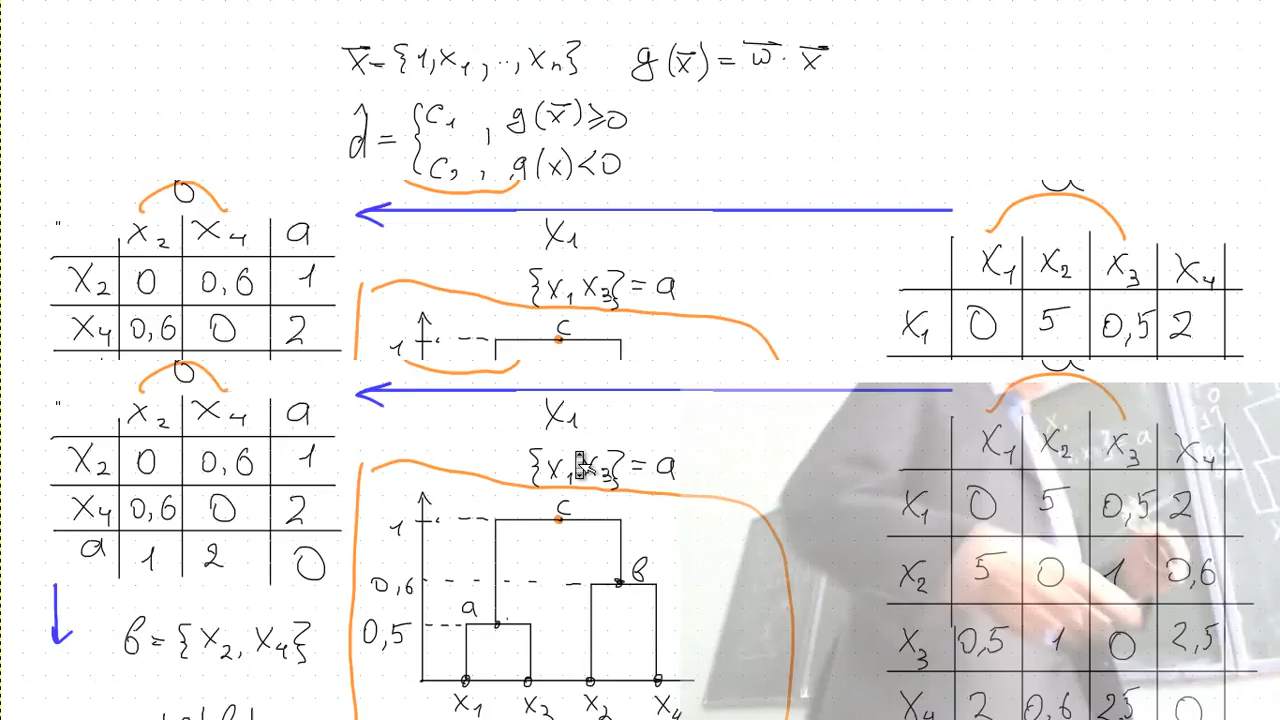 x̄ = {1, x₁, .., xₙ}   g(x̄) = w̄ · x̄
d̂ = { c₁ , g(x̄) ≥ 0
c₂ , g(x) < 0
x₂ x₄ a
x₂ 0 0,6 1
x₄ 0,6 0 2
x₁
{x₁ x₃} = a
1 c
x₁ x₂ x₃ x₄
x₁ 0 5 0,5 2
x₂ x₄ a
x₂ 0 0,6 1
x₄ 0,6 0 2
a 1 2 0
b = {x₂, x₄}
x₁
{x₁ x₃} = a
1 c
0,6 b
0,5 a
x₁ x₃ x₂ x₄
x₁ x₂ x₃ x₄
x₁ 0 5 0,5 2
x₂ 5 0 1 0,6
x₃ 0,5 1 0 2,5
x₄ 2 0,6 2,5 0